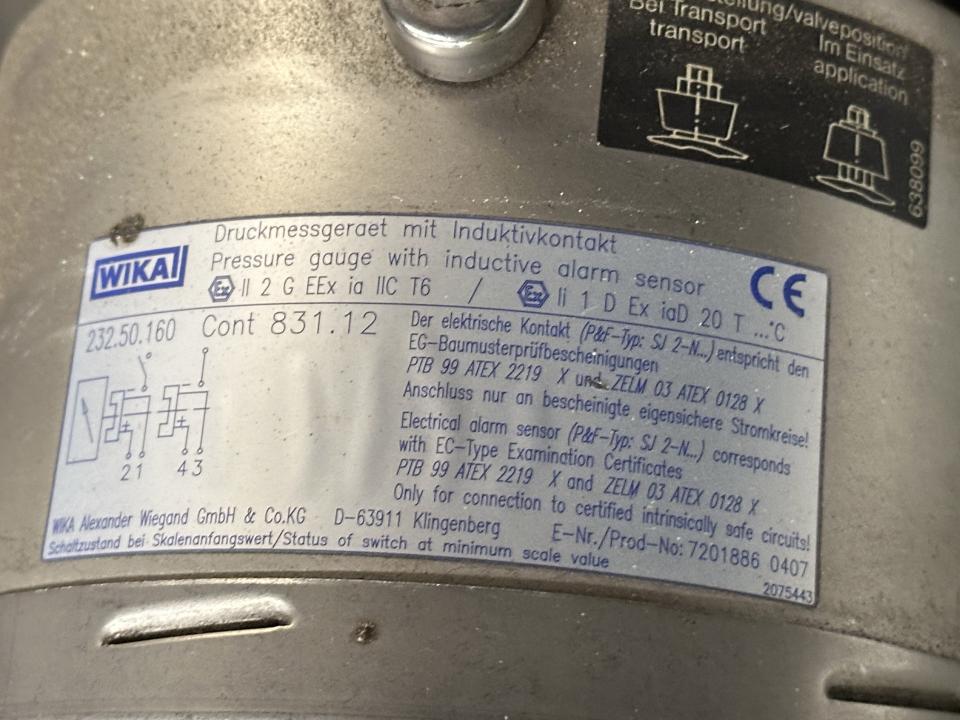 stellung/valveposition
Bei Transport
transport
Im Einsatz
application
638099
WIKA
Druckmessgeraet mit Induktivkontakt
Pressure gauge with inductive alarm sensor
Ex II 2 G EEx ia IIC T6 / Ex Ii 1 D Ex iaD 20 T ...°C
CE
232.50.160 Cont 831.12
21 43
Der elektrische Kontakt (P&F-Typ: SJ 2-N...) entspricht den
EG-Baumusterprüfbescheinigungen
PTB 99 ATEX 2219 X und ZELM 03 ATEX 0128 X
Anschluss nur an bescheinigte, eigensichere Stromkreise!
Electrical alarm sensor (P&F-Typ: SJ 2-N...) corresponds
with EC-Type Examination Certificates
PTB 99 ATEX 2219 X and ZELM 03 ATEX 0128 X
Only for connection to certified intrinsically safe circuits!
WIKA Alexander Wiegand GmbH & Co.KG D-63911 Klingenberg E-Nr./Prod-No: 7201886 0407
Schaltzustand bei Skalenanfangswert/Status of switch at minimum scale value
2075443